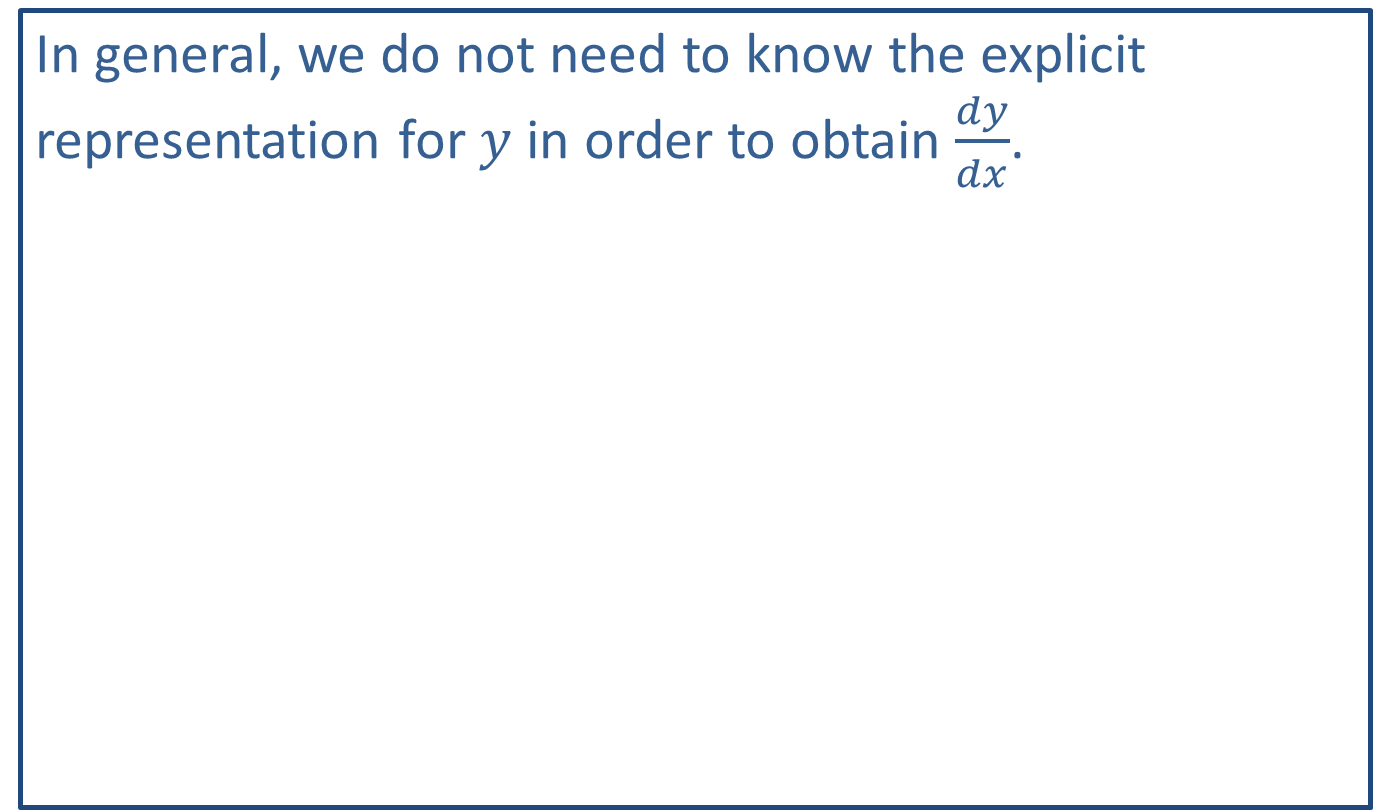 In general, we do not need to know the explicit
representation for y in order to obtain dy/dx.